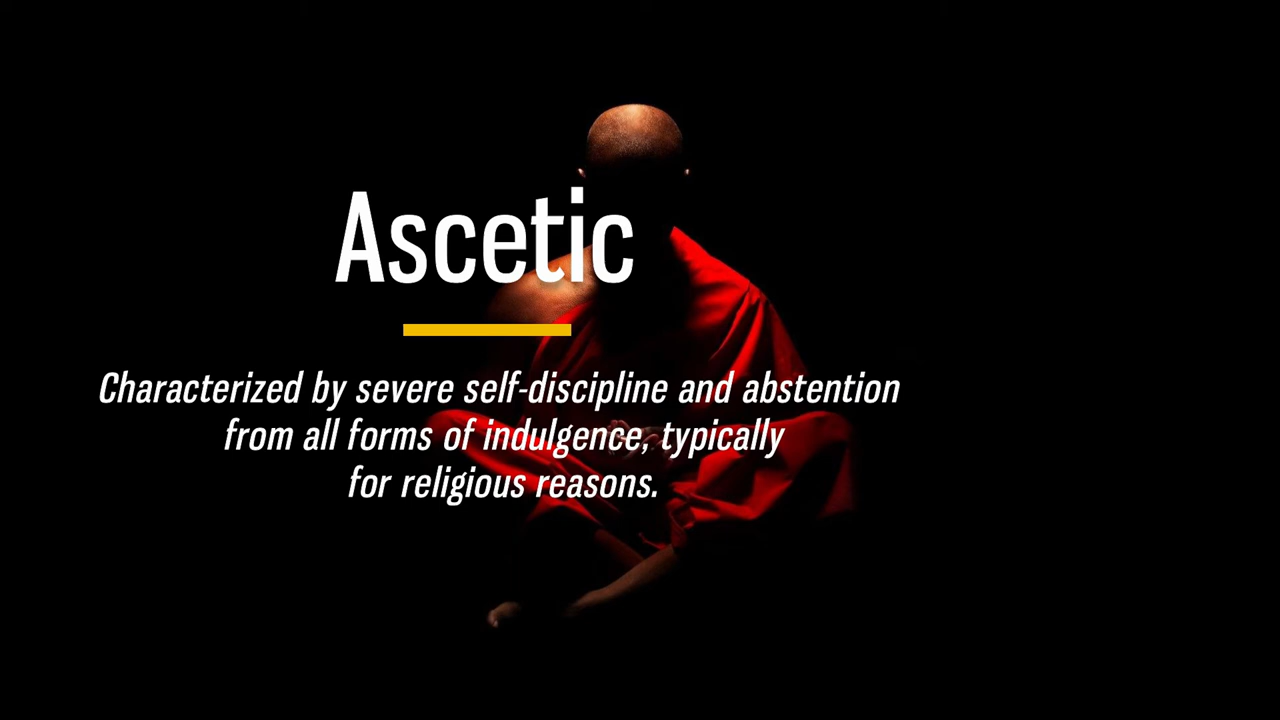 Ascetic
Characterized by severe self-discipline and abstention
from all forms of indulgence, typically
for religious reasons.